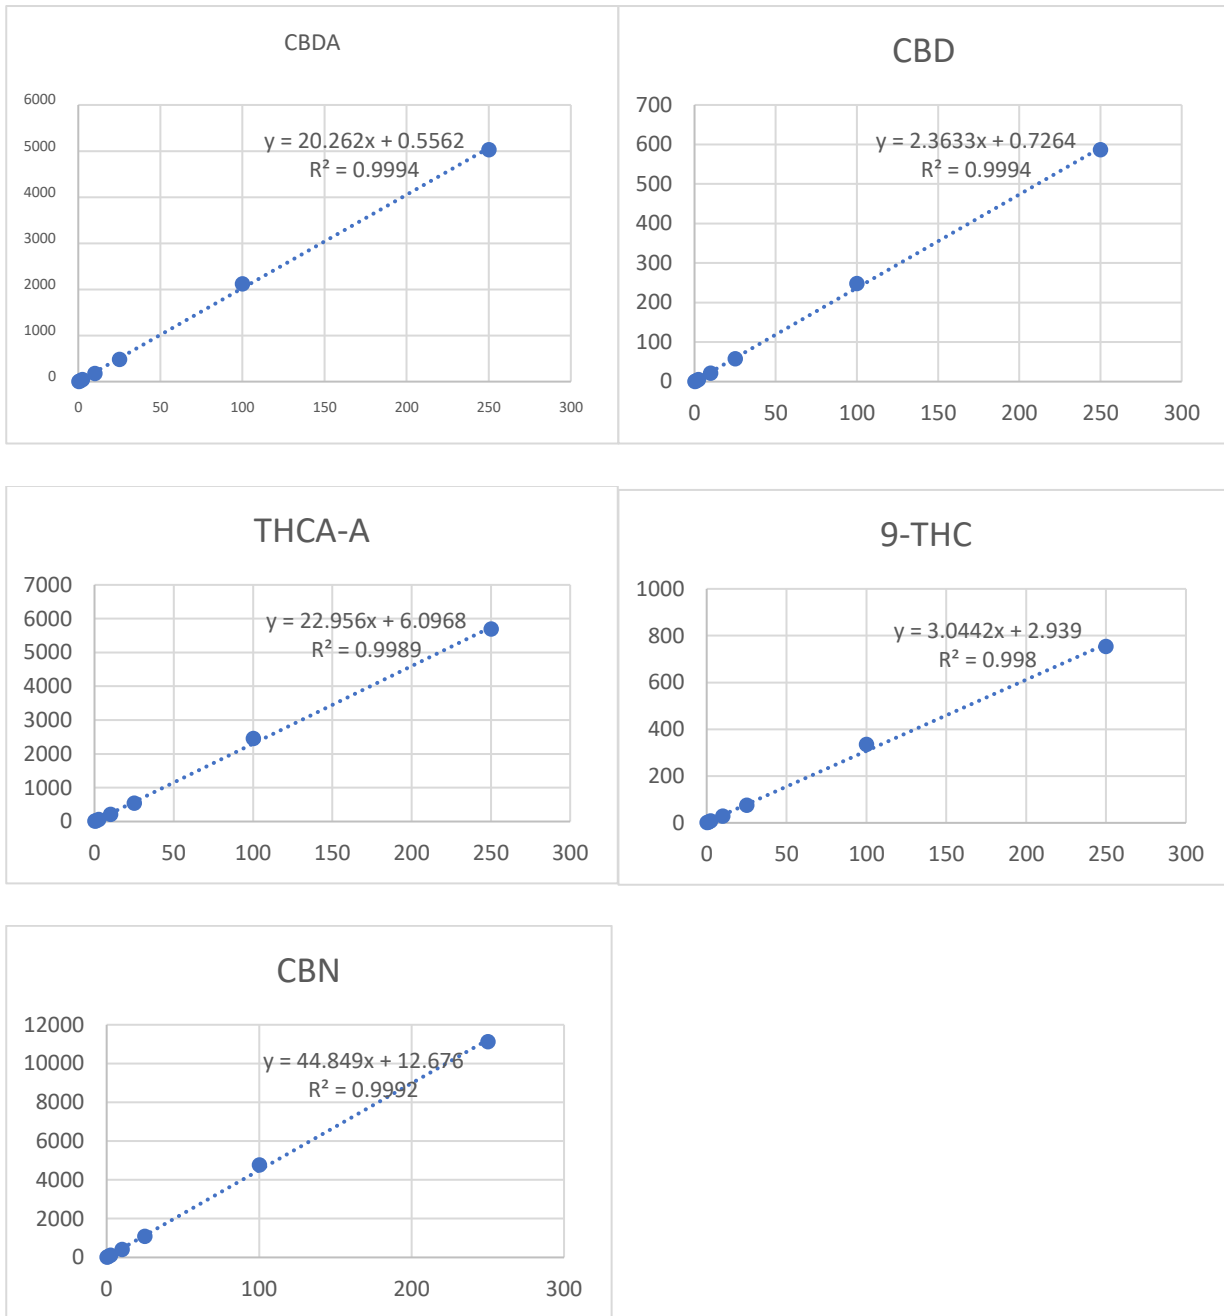 CBDA
6000
5000
4000
3000
2000
1000
0
y = 20.262x + 0.5562
R² = 0.9994
0 50 100 150 200 250 300
CBD
700
600
500
400
300
200
100
0
y = 2.3633x + 0.7264
R² = 0.9994
0 50 100 150 200 250 300
THCA-A
7000
6000
5000
4000
3000
2000
1000
0
y = 22.956x + 6.0968
R² = 0.9989
0 50 100 150 200 250 300
9-THC
1000
800
600
400
200
0
y = 3.0442x + 2.939
R² = 0.998
0 50 100 150 200 250 300
CBN
12000
10000
8000
6000
4000
2000
0
y = 44.849x + 12.676
R² = 0.9992
0 100 200 300